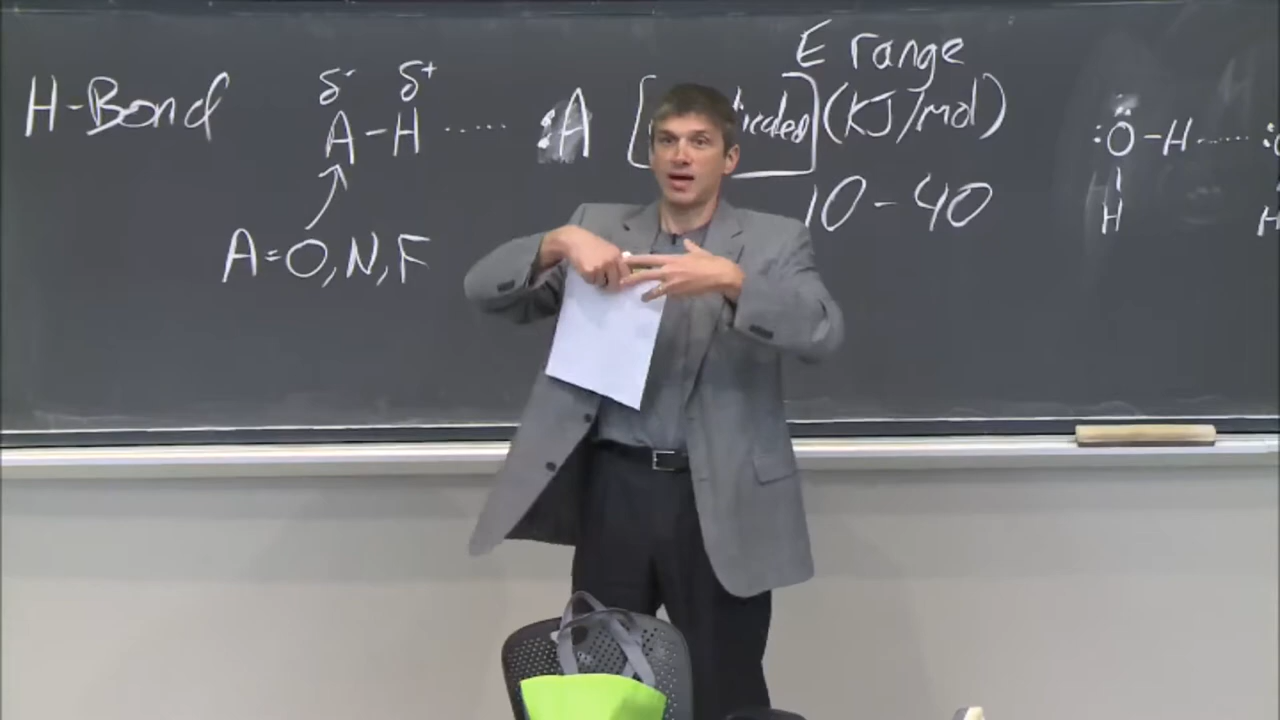 H-Bond
δ- δ+
A-H ····· :A
A=O,N,F
E range
(KJ/mol)
10-40
:Ö-H ·····
H
H